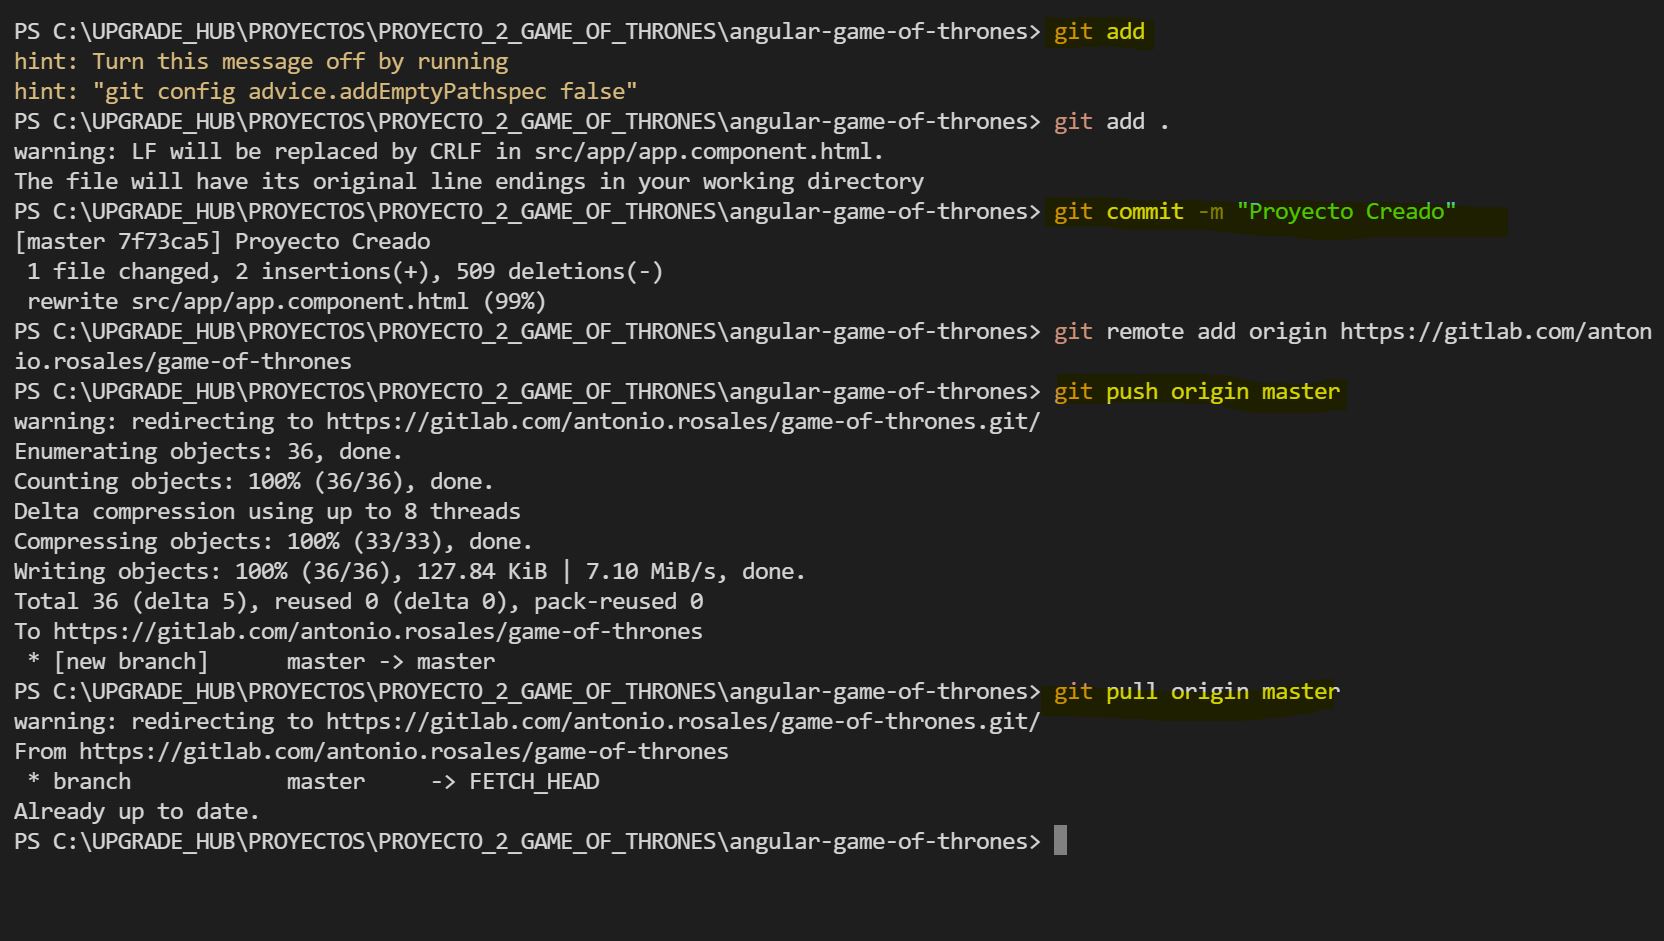 PS C:\UPGRADE_HUB\PROYECTOS\PROYECTO_2_GAME_OF_THRONES\angular-game-of-thrones> git add
hint: Turn this message off by running
hint: "git config advice.addEmptyPathspec false"
PS C:\UPGRADE_HUB\PROYECTOS\PROYECTO_2_GAME_OF_THRONES\angular-game-of-thrones> git add .
warning: LF will be replaced by CRLF in src/app/app.component.html.
The file will have its original line endings in your working directory
PS C:\UPGRADE_HUB\PROYECTOS\PROYECTO_2_GAME_OF_THRONES\angular-game-of-thrones> git commit -m "Proyecto Creado"
[master 7f73ca5] Proyecto Creado
 1 file changed, 2 insertions(+), 509 deletions(-)
 rewrite src/app/app.component.html (99%)
PS C:\UPGRADE_HUB\PROYECTOS\PROYECTO_2_GAME_OF_THRONES\angular-game-of-thrones> git remote add origin https://gitlab.com/anton
io.rosales/game-of-thrones
PS C:\UPGRADE_HUB\PROYECTOS\PROYECTO_2_GAME_OF_THRONES\angular-game-of-thrones> git push origin master
warning: redirecting to https://gitlab.com/antonio.rosales/game-of-thrones.git/
Enumerating objects: 36, done.
Counting objects: 100% (36/36), done.
Delta compression using up to 8 threads
Compressing objects: 100% (33/33), done.
Writing objects: 100% (36/36), 127.84 KiB | 7.10 MiB/s, done.
Total 36 (delta 5), reused 0 (delta 0), pack-reused 0
To https://gitlab.com/antonio.rosales/game-of-thrones
 * [new branch]      master -> master
PS C:\UPGRADE_HUB\PROYECTOS\PROYECTO_2_GAME_OF_THRONES\angular-game-of-thrones> git pull origin master
warning: redirecting to https://gitlab.com/antonio.rosales/game-of-thrones.git/
From https://gitlab.com/antonio.rosales/game-of-thrones
 * branch            master     -> FETCH_HEAD
Already up to date.
PS C:\UPGRADE_HUB\PROYECTOS\PROYECTO_2_GAME_OF_THRONES\angular-game-of-thrones>